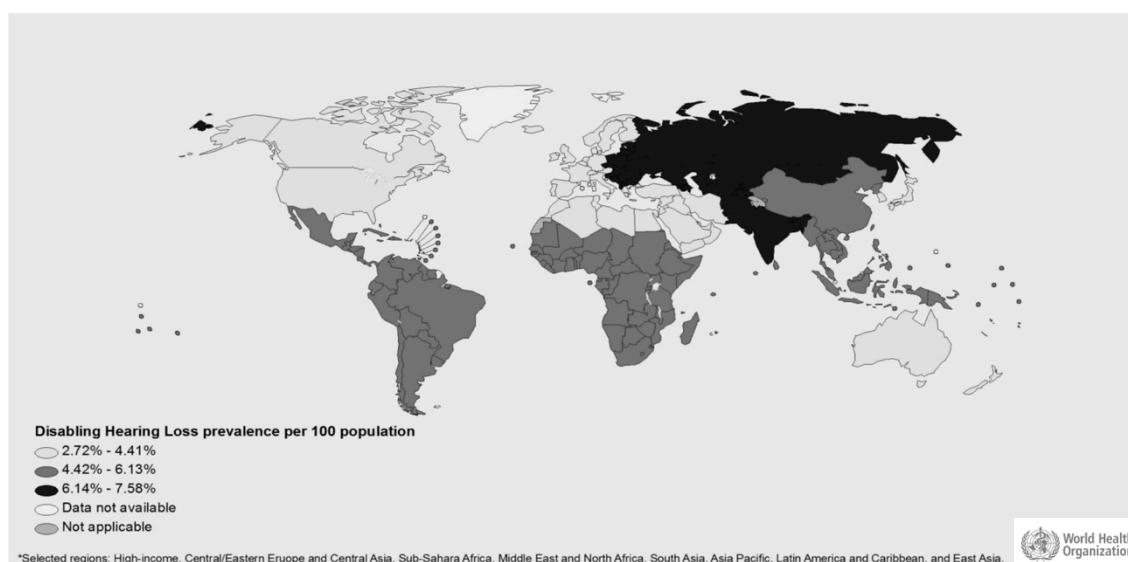 Disabling Hearing Loss prevalence per 100 population
2.72% - 4.41%
4.42% - 6.13%
6.14% - 7.58%
Data not available
Not applicable
*Selected regions: High-income, Central/Eastern Eruope and Central Asia, Sub-Sahara Africa, Middle East and North Africa, South Asia, Asia Pacific, Latin America and Caribbean, and East Asia.
World Health
Organization